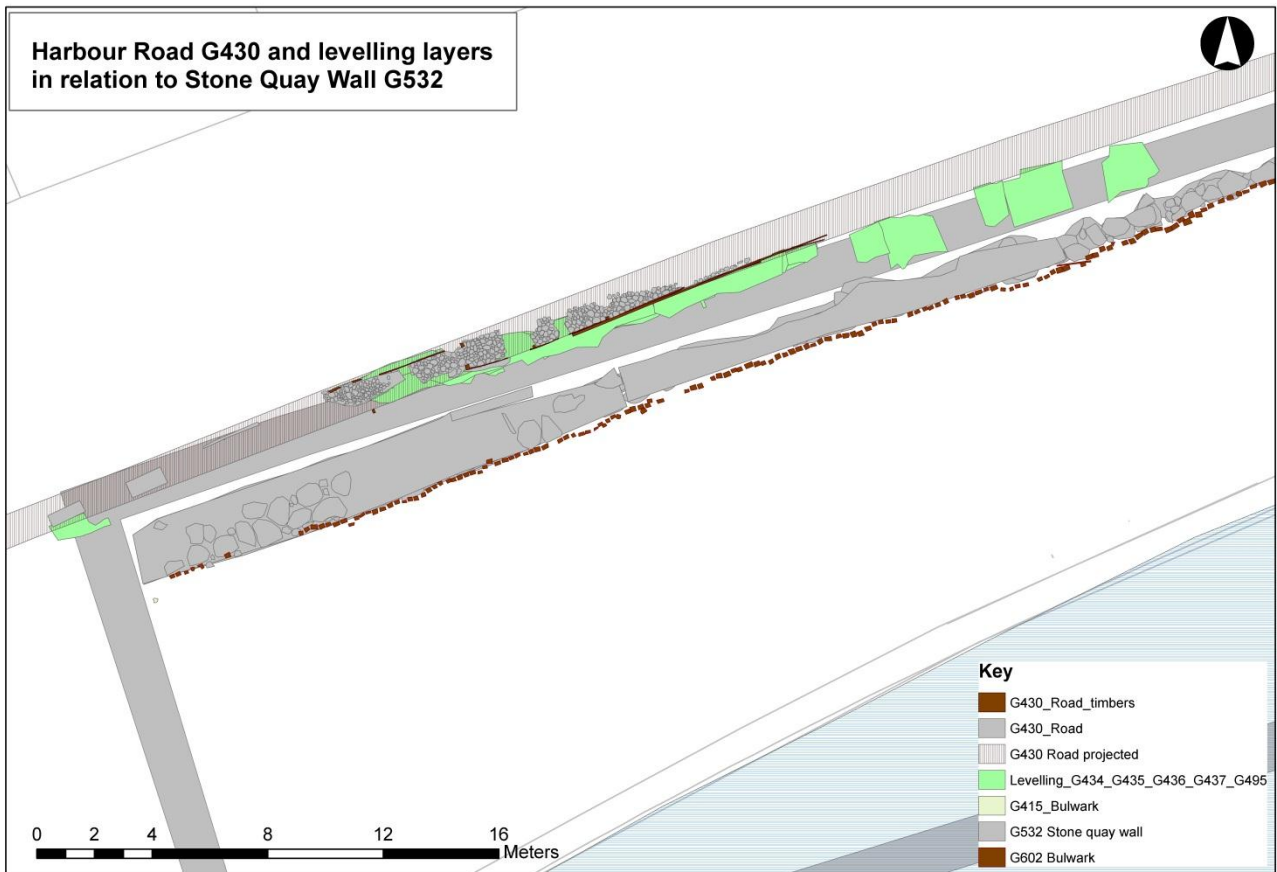 Harbour Road G430 and levelling layers
in relation to Stone Quay Wall G532
Key
G430_Road_timbers
G430_Road
G430 Road projected
Levelling_G434_G435_G436_G437_G495
G415_Bulwark
G532 Stone quay wall
G602 Bulwark
0 2 4 8 12 16
Meters